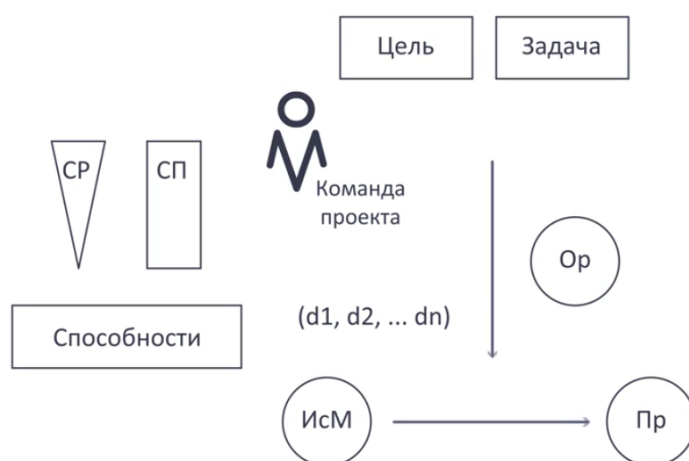 Цель
Задача
СР
СП
Команда
проекта
Ор
(d1, d2, ... dn)
Способности
ИсМ
Пр